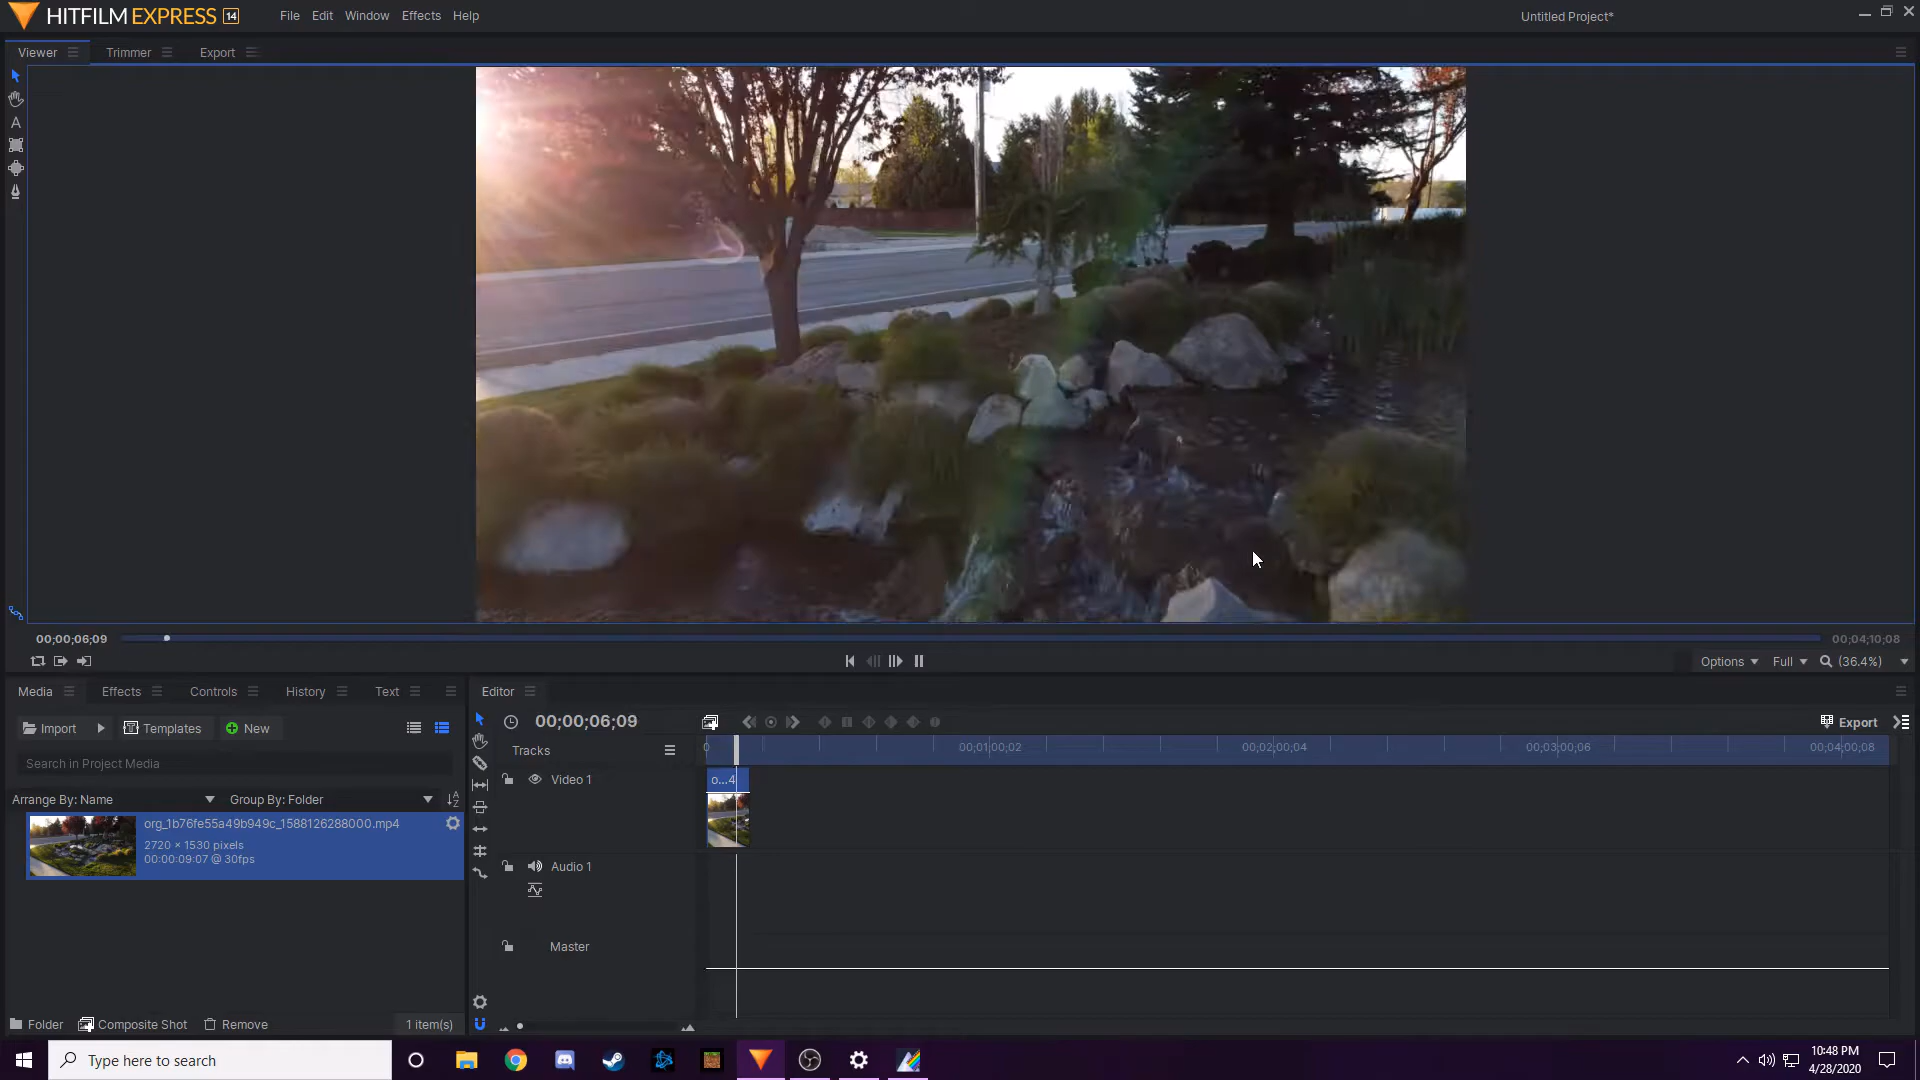 HITFILM EXPRESS 14 File Edit Window Effects Help Untitled Project*
Viewer Trimmer Export
A
00;00;06;09 00;04;10;08
Options Full (36.4%)
Media Effects Controls History Text Editor
Import Templates New 00;00;06;09 Export
Tracks 0 00;01;00;02 00;02;00;04 00;03;00;06 00;04;00;08
Search in Project Media
Video 1 o...4
Arrange By: Name Group By: Folder
org_1b76fe55a49b949c_1588126288000.mp4
2720 × 1530 pixels
00:00:09:07 @ 30fps
Audio 1
Master
Folder Composite Shot Remove 1 item(s)
Type here to search 10:48 PM
4/28/2020